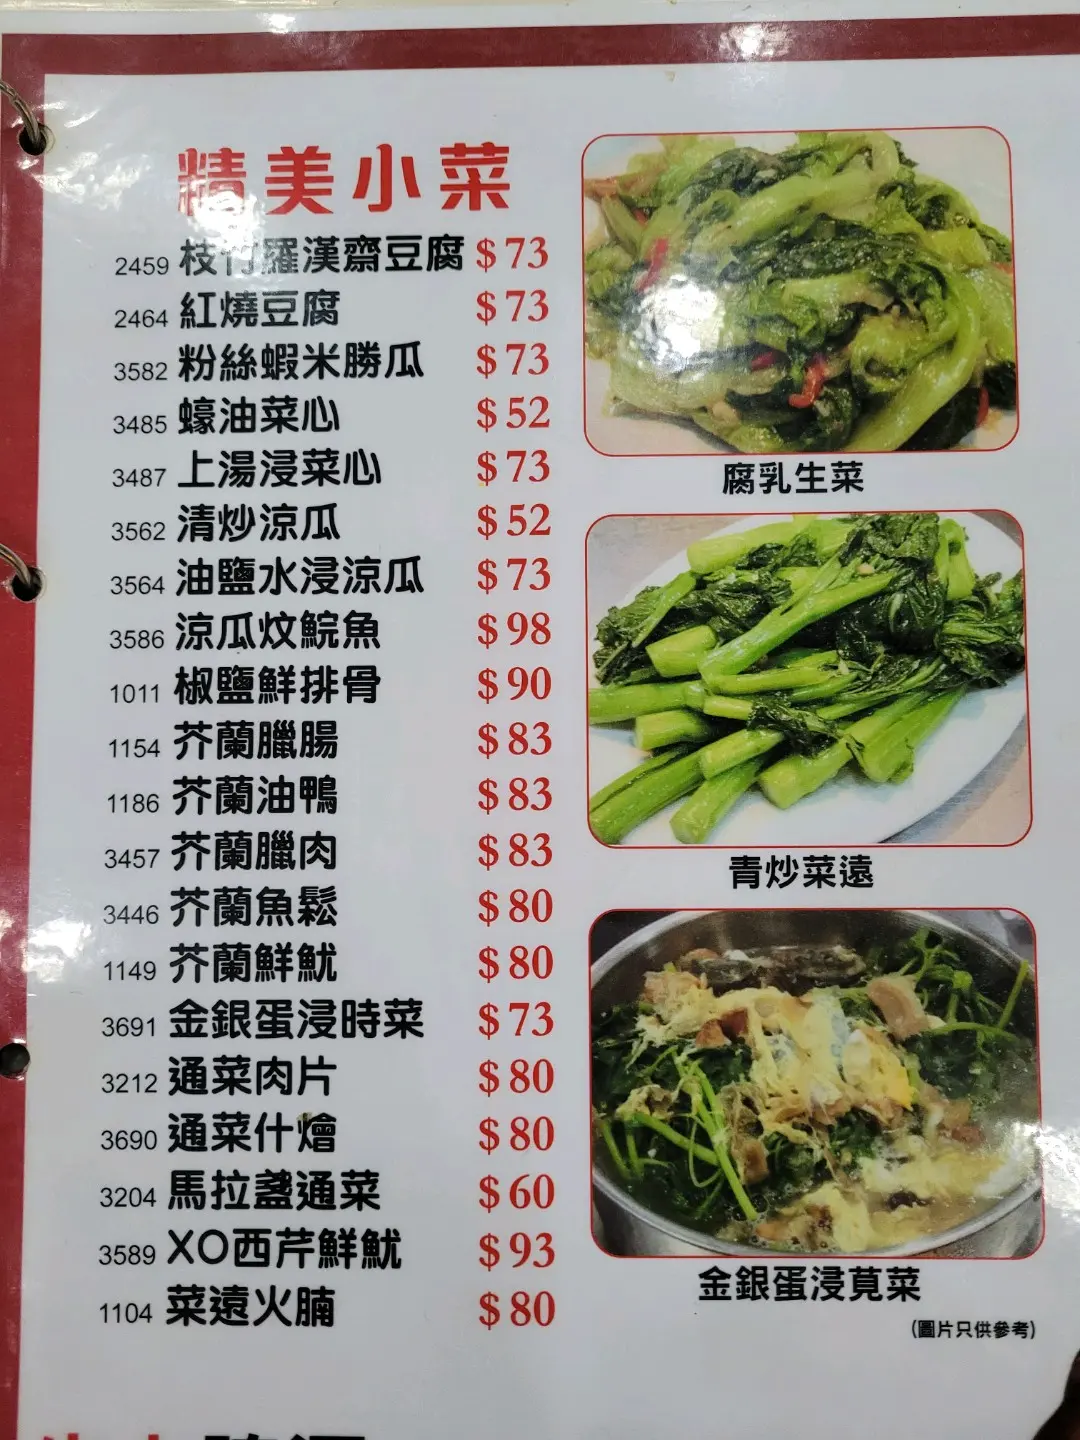 精美小菜
2459 枝竹羅漢齋豆腐 $73
2464 紅燒豆腐 $73
3582 粉絲蝦米勝瓜 $73
3485 蠔油菜心 $52
3487 上湯浸菜心 $73
3562 清炒涼瓜 $52
3564 油鹽水浸涼瓜 $73
3586 涼瓜炆鯇魚 $98
1011 椒鹽鮮排骨 $90
1154 芥蘭臘腸 $83
1186 芥蘭油鴨 $83
3457 芥蘭臘肉 $83
3446 芥蘭魚鬆 $80
1149 芥蘭鮮魷 $80
3691 金銀蛋浸時菜 $73
3212 通菜肉片 $80
3690 通菜什燴 $80
3204 馬拉盞通菜 $60
3589 XO西芹鮮魷 $93
1104 菜遠火腩 $80
腐乳生菜
青炒菜遠
金銀蛋浸莧菜
(圖片只供參考)